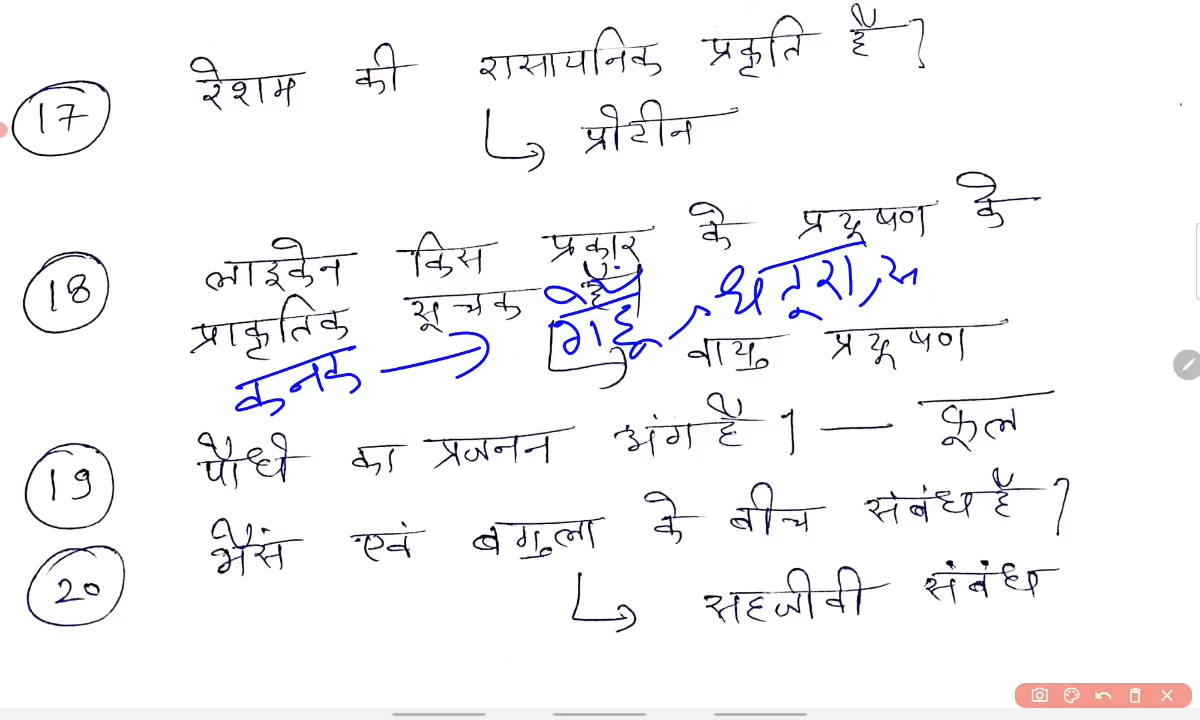 17 रेशम की रासायनिक प्रकृति है?
↳ प्रोटीन
18 लाइकेन किस प्रकार के प्रदूषण के
प्राकृतिक सूचक है?
↳ वायु प्रदूषण
कनक → गेहूँ, धतूरा, स
19 पौधे का प्रजनन अंग है। — फूल
20 भैंस एवं बगुला के बीच संबंध है?
↳ सहजीवी संबंध